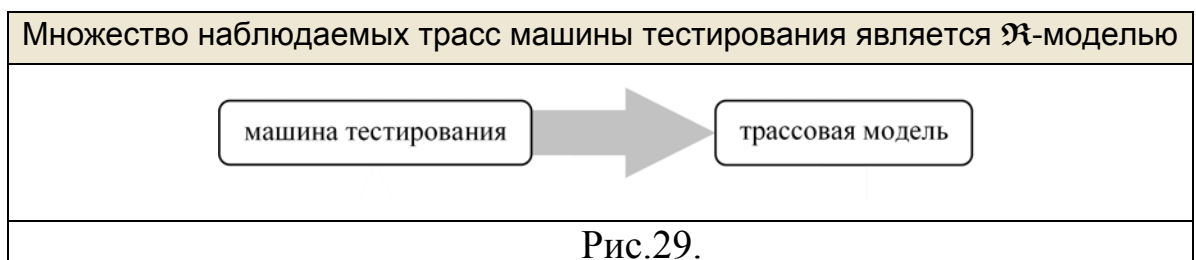 Множество наблюдаемых трасс машины тестирования является ℜ-моделью
машина тестирования
трассовая модель
Рис.29.